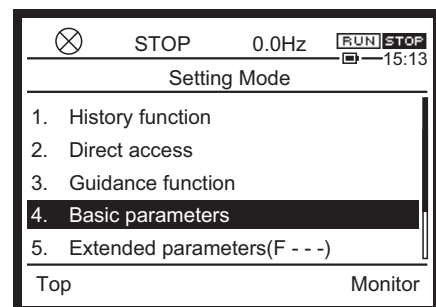 STOP 0.0Hz RUN STOP
15:13
Setting Mode
1. History function
2. Direct access
3. Guidance function
4. Basic parameters
5. Extended parameters(F - - -)
Top Monitor